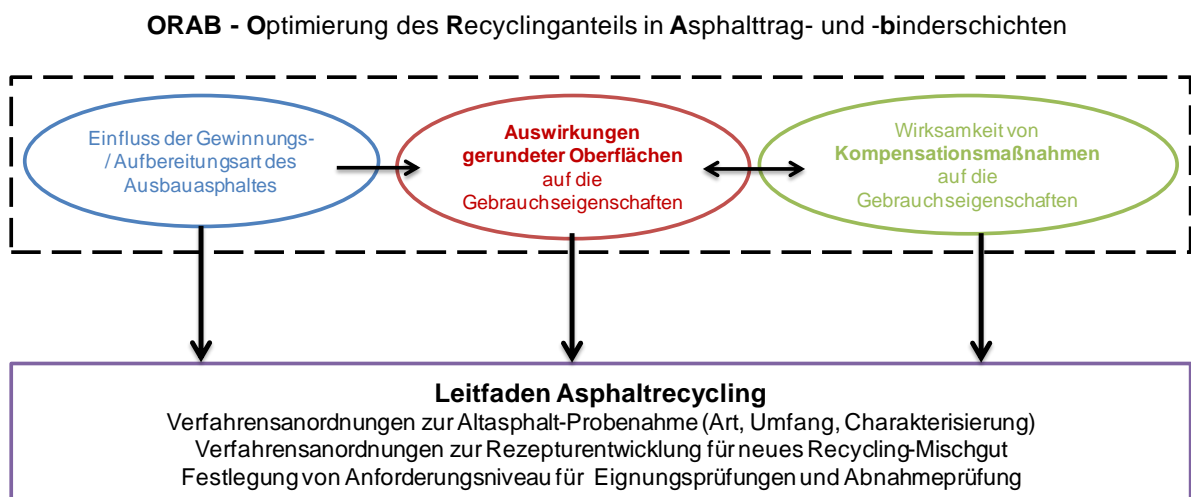 ORAB - Optimierung des Recyclinganteils in Asphalttrag- und -binderschichten
Einfluss der Gewinnungs-
/ Aufbereitungsart des
Ausbauasphaltes
Auswirkungen
gerundeter Oberflächen
auf die
Gebrauchseigenschaften
Wirksamkeit von
Kompensationsmaßnahmen
auf die
Gebrauchseigenschaften
Leitfaden Asphaltrecycling
Verfahrensanordnungen zur Altasphalt-Probenahme (Art, Umfang, Charakterisierung)
Verfahrensanordnungen zur Rezepturentwicklung für neues Recycling-Mischgut
Festlegung von Anforderungsniveau für Eignungsprüfungen und Abnahmeprüfung